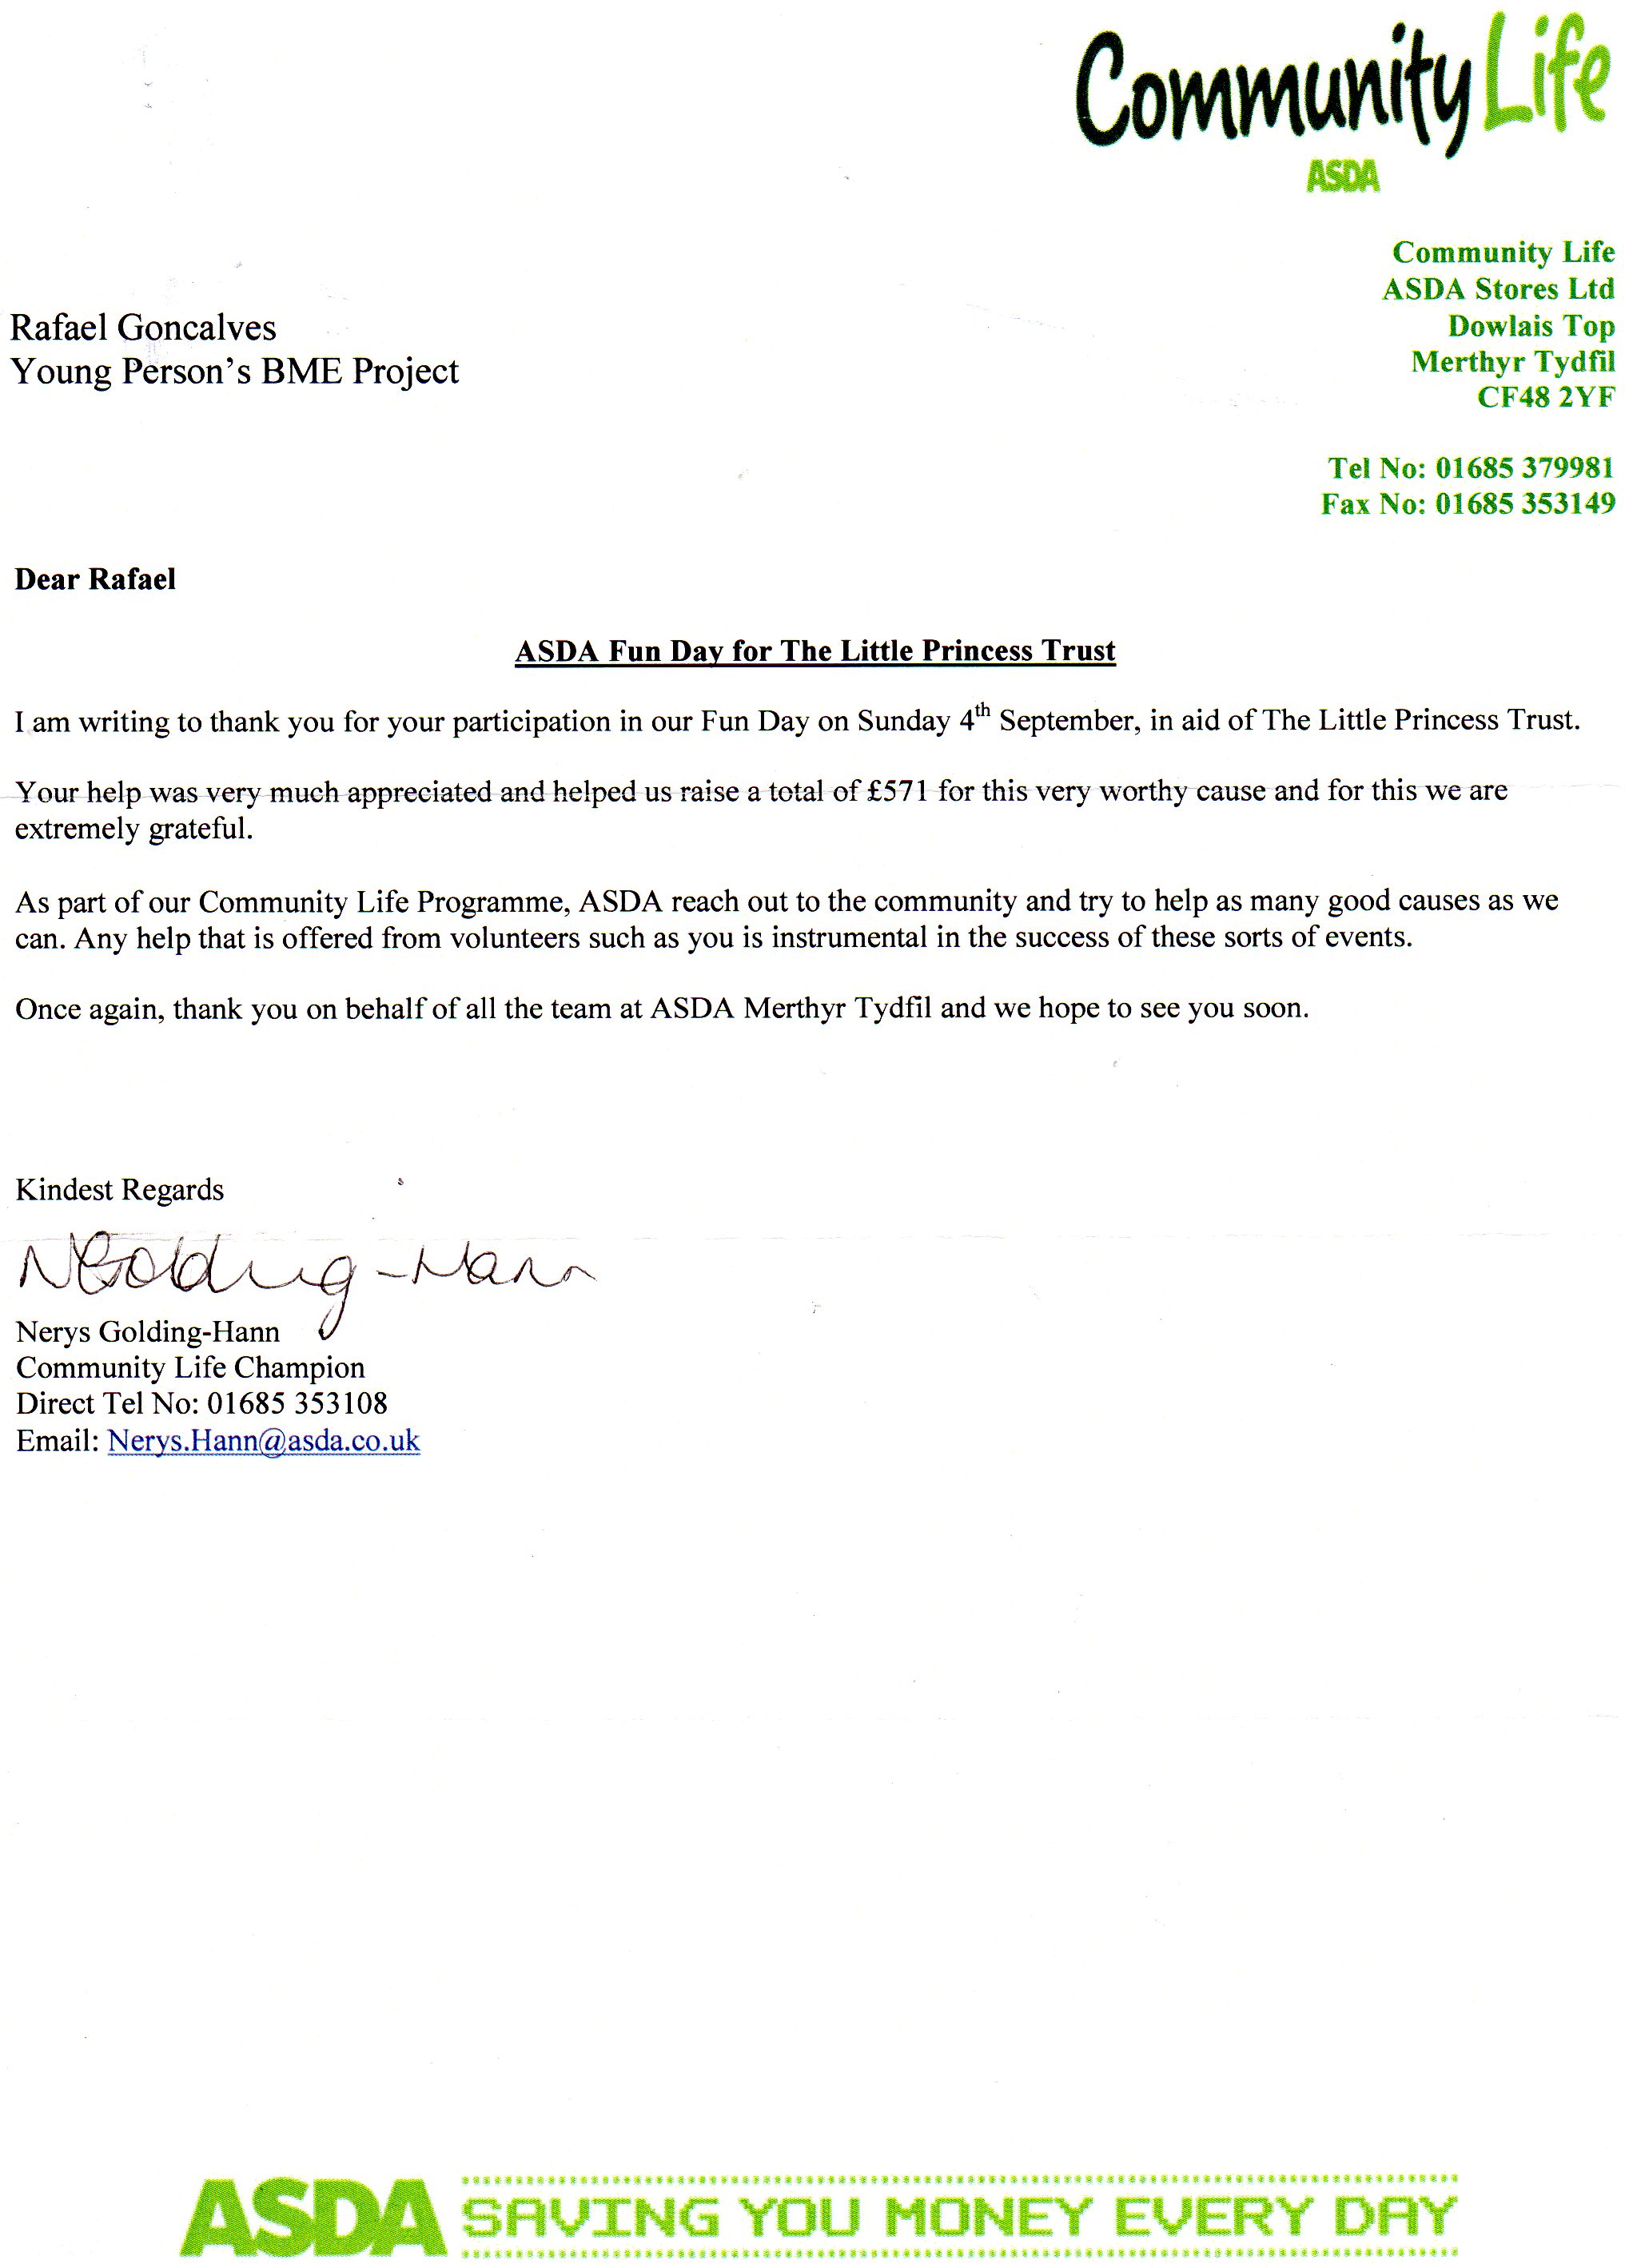 Community Life
ASDA
Community Life
ASDA Stores Ltd
Dowlais Top
Merthyr Tydfil
CF48 2YF
Tel No: 01685 379981
Fax No: 01685 353149
Rafael Goncalves
Young Person's BME Project
Dear Rafael
ASDA Fun Day for The Little Princess Trust
I am writing to thank you for your participation in our Fun Day on Sunday 4th September, in aid of The Little Princess Trust.
Your help was very much appreciated and helped us raise a total of £571 for this very worthy cause and for this we are
extremely grateful.
As part of our Community Life Programme, ASDA reach out to the community and try to help as many good causes as we
can. Any help that is offered from volunteers such as you is instrumental in the success of these sorts of events.
Once again, thank you on behalf of all the team at ASDA Merthyr Tydfil and we hope to see you soon.
Kindest Regards
NGolding-Hann
Nerys Golding-Hann
Community Life Champion
Direct Tel No: 01685 353108
Email: Nerys.Hann@asda.co.uk
ASDA SAVING YOU MONEY EVERY DAY